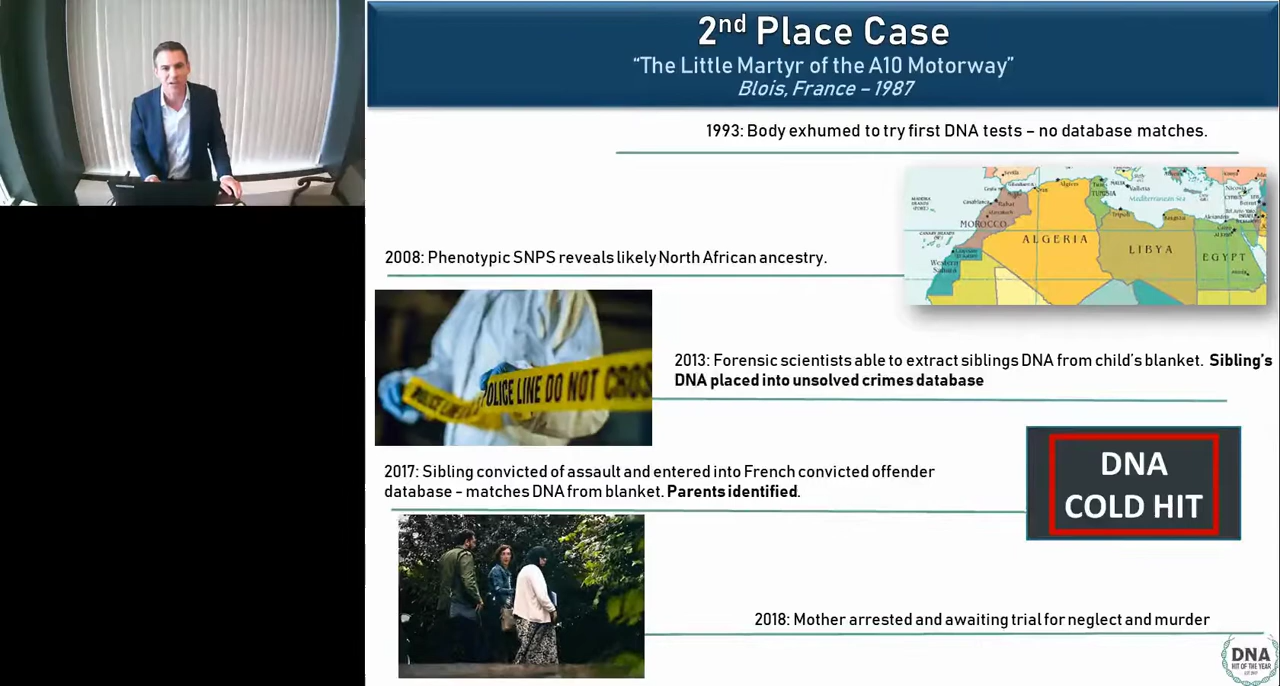 2nd Place Case
“The Little Martyr of the A10 Motorway”
Blois, France – 1987
1993: Body exhumed to try first DNA tests – no database matches.
MOROCCO
ALGERIA
TUNISIA
LIBYA
EGYPT
Mediterranean Sea
Western
Sahara
2008: Phenotypic SNPS reveals likely North African ancestry.
POLICE LINE DO NOT CROS
2013: Forensic scientists able to extract siblings DNA from child’s blanket. Sibling’s
DNA placed into unsolved crimes database
DNA
COLD HIT
2017: Sibling convicted of assault and entered into French convicted offender
database - matches DNA from blanket. Parents identified.
2018: Mother arrested and awaiting trial for neglect and murder
DNA
HIT OF THE YEAR